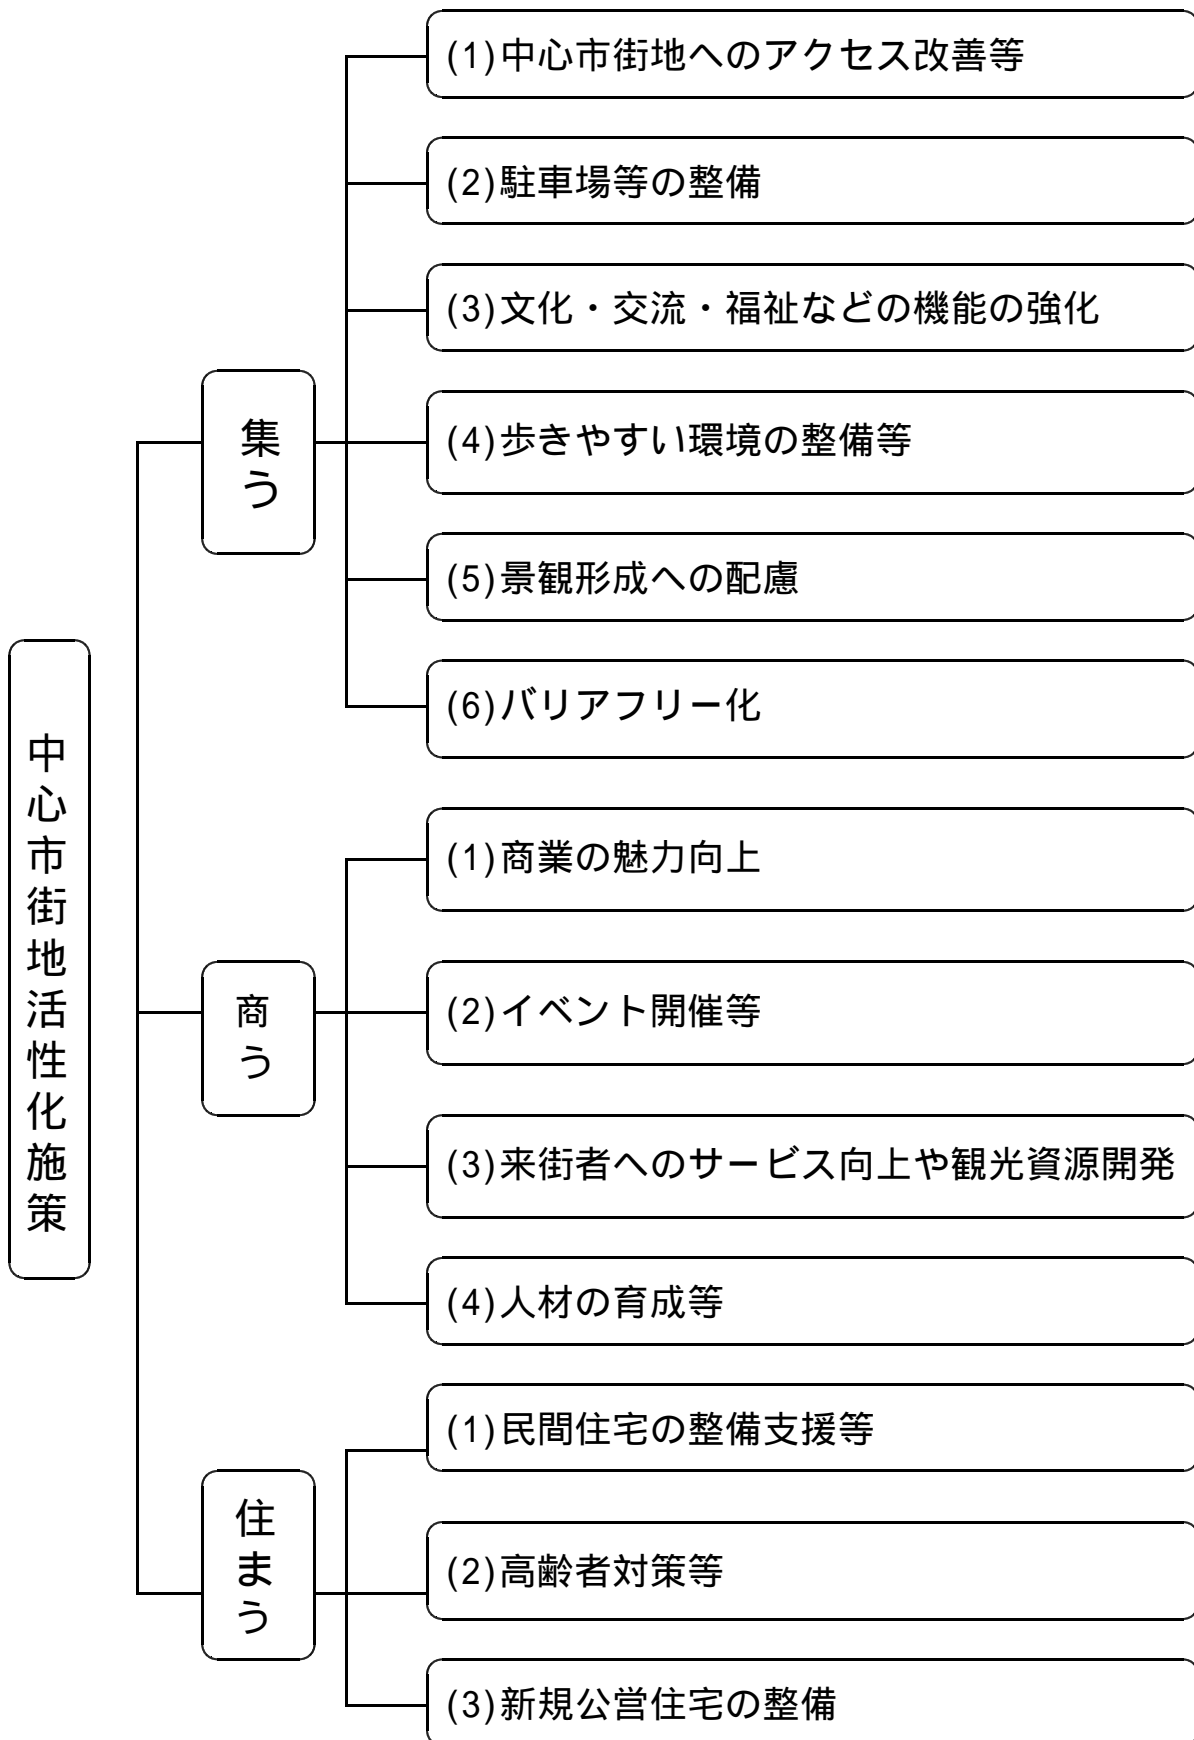 中心市街地活性化施策
集う
(1)中心市街地へのアクセス改善等
(2)駐車場等の整備
(3)文化・交流・福祉などの機能の強化
(4)歩きやすい環境の整備等
(5)景観形成への配慮
(6)バリアフリー化
商う
(1)商業の魅力向上
(2)イベント開催等
(3)来街者へのサービス向上や観光資源開発
(4)人材の育成等
住まう
(1)民間住宅の整備支援等
(2)高齢者対策等
(3)新規公営住宅の整備